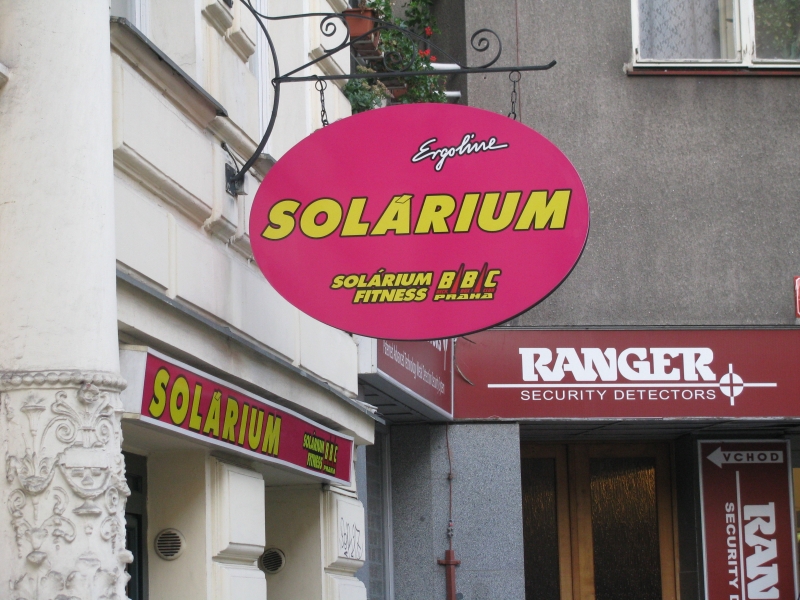 Ergoline
SOLÁRIUM
SOLÁRIUM BBC
FITNESS PRAHA
SOLÁRIUM
SOLÁRIUM BBC
FITNESS PRAHA
RANGER
SECURITY DETECTORS
VCHOD
RAN
SECURITY D